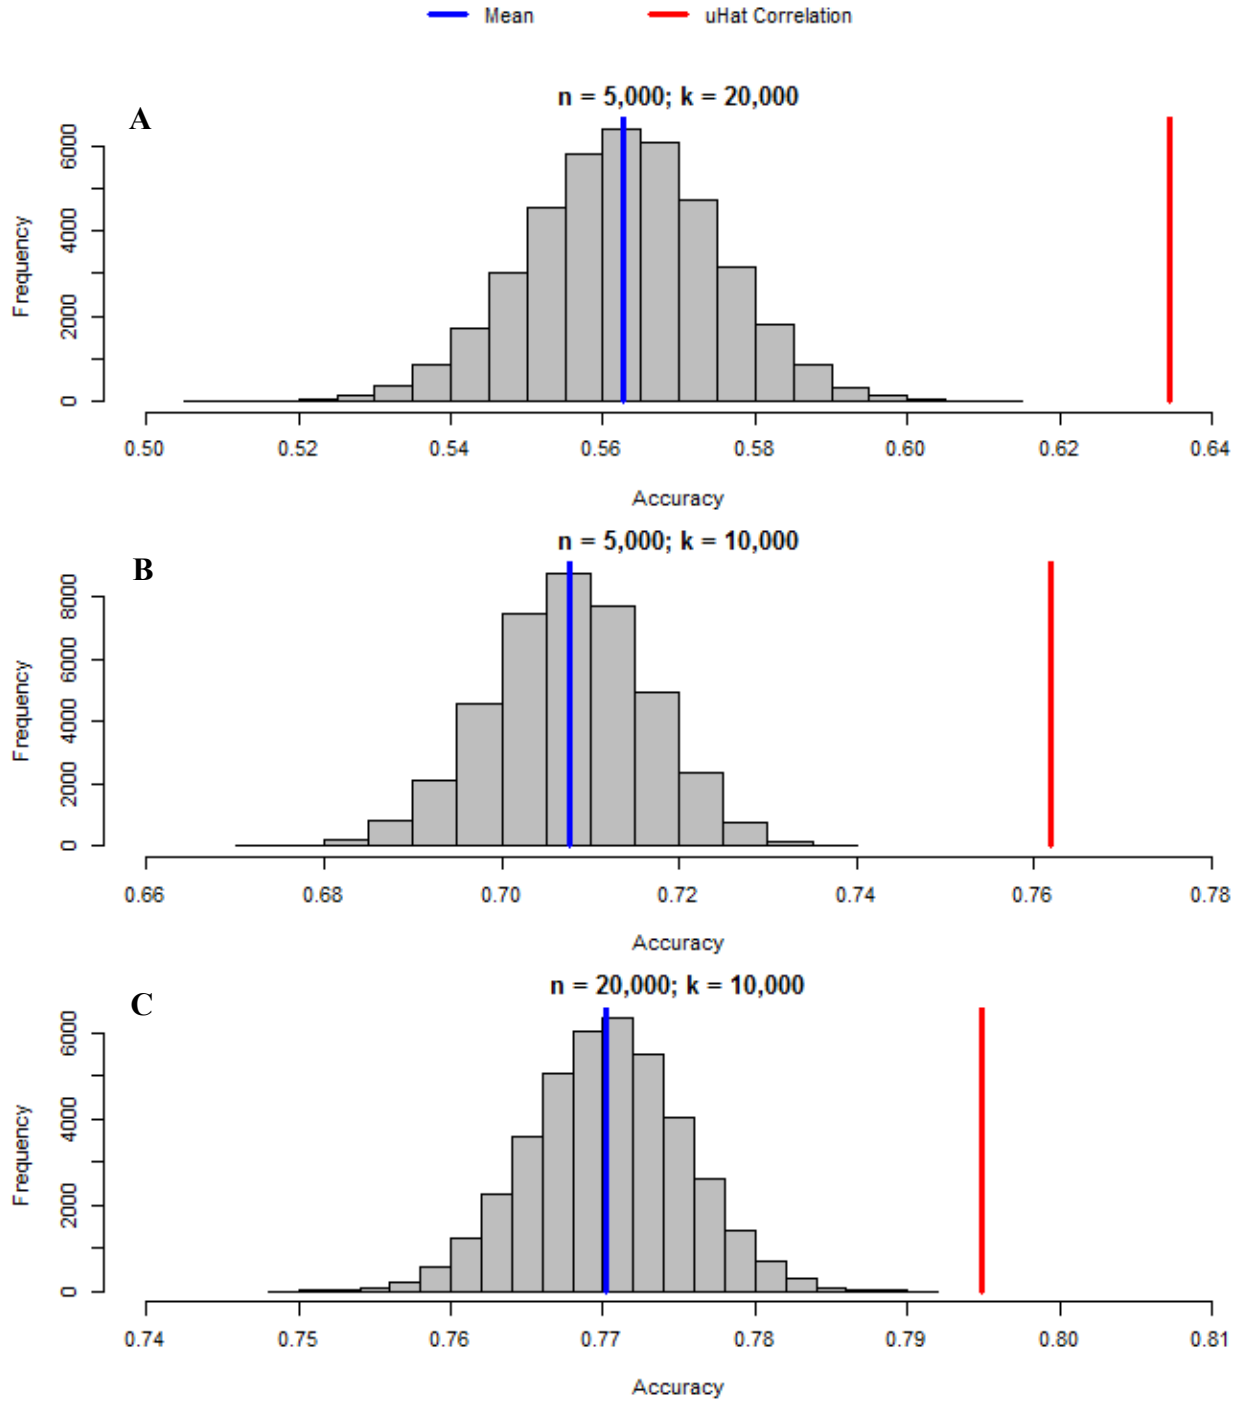 Mean uHat Correlation
A
n = 5,000; k = 20,000
Frequency
0 2000 4000 6000
0.50 0.52 0.54 0.56 0.58 0.60 0.62 0.64
Accuracy
B
n = 5,000; k = 10,000
Frequency
0 2000 4000 6000 8000
0.66 0.68 0.70 0.72 0.74 0.76 0.78
Accuracy
C
n = 20,000; k = 10,000
Frequency
0 2000 4000 6000
0.74 0.75 0.76 0.77 0.78 0.79 0.80 0.81
Accuracy